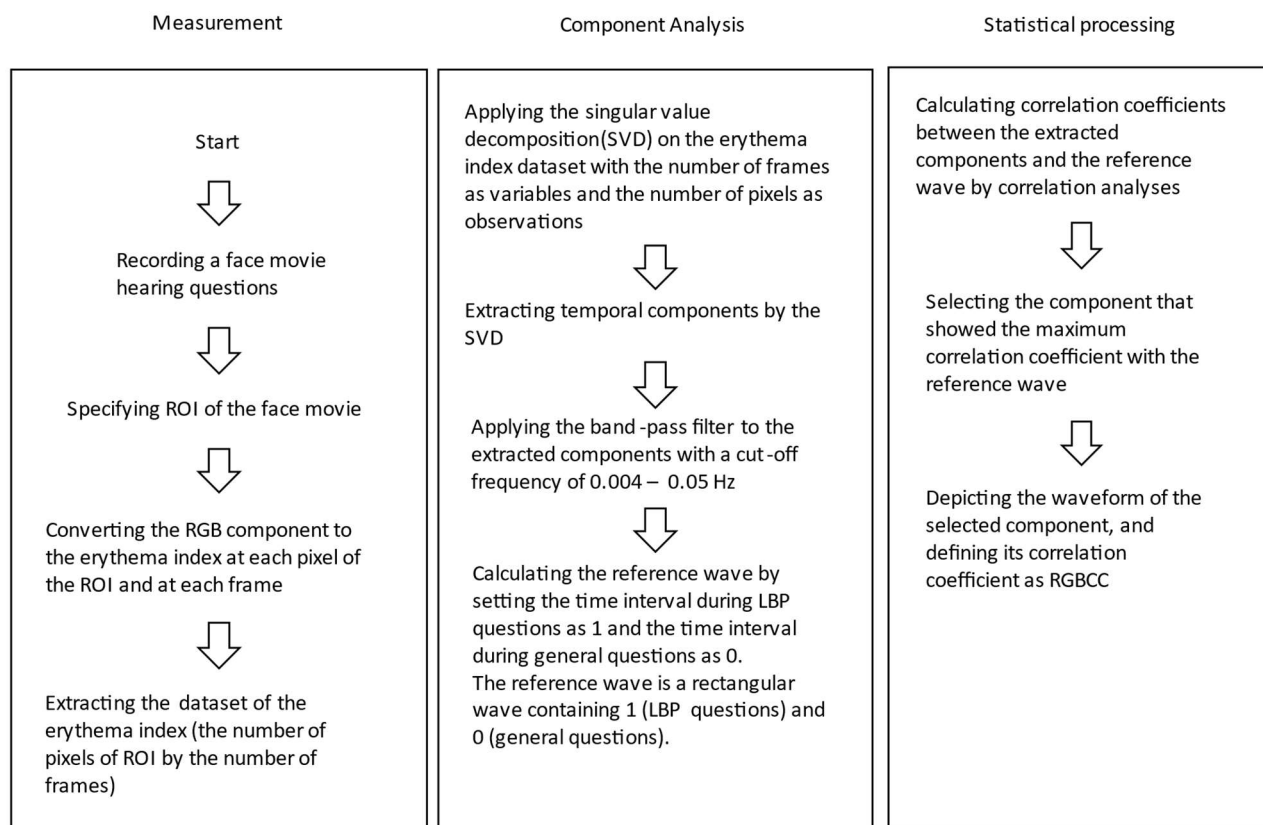 Measurement
Start
Recording a face movie
hearing questions
Specifying ROI of the face movie
Converting the RGB component to
the erythema index at each pixel of
the ROI and at each frame
Extracting the dataset of the
erythema index (the number of
pixels of ROI by the number of
frames)
Component Analysis
Applying the singular value
decomposition(SVD) on the erythema
index dataset with the number of frames
as variables and the number of pixels as
observations
Extracting temporal components by the
SVD
Applying the band-pass filter to the
extracted components with a cut-off
frequency of 0.004 – 0.05 Hz
Calculating the reference wave by
setting the time interval during LBP
questions as 1 and the time interval
during general questions as 0.
The reference wave is a rectangular
wave containing 1 (LBP questions) and
0 (general questions).
Statistical processing
Calculating correlation coefficients
between the extracted
components and the reference
wave by correlation analyses
Selecting the component that
showed the maximum
correlation coefficient with the
reference wave
Depicting the waveform of the
selected component, and
defining its correlation
coefficient as RGBCC